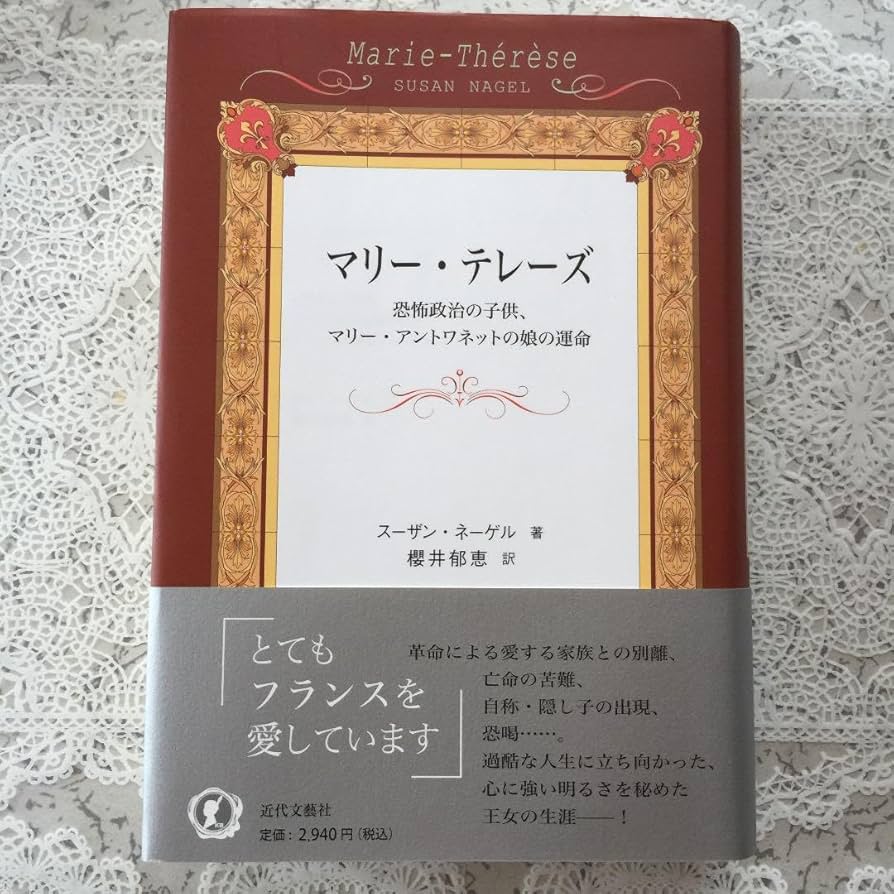 Marie-Thérèse
SUSAN NAGEL
マリー・テレーズ
恐怖政治の子供、
マリー・アントワネットの娘の運命
スーザン・ネーゲル 著
櫻井郁恵 訳
「とても
フランスを
愛しています」
革命による愛する家族との別離、
亡命の苦難、
自称・隠し子の出現、
恐喝……。
過酷な人生に立ち向かった、
心に強い明るさを秘めた
王女の生涯——！
近代文藝社
定価：2,940円（税込）